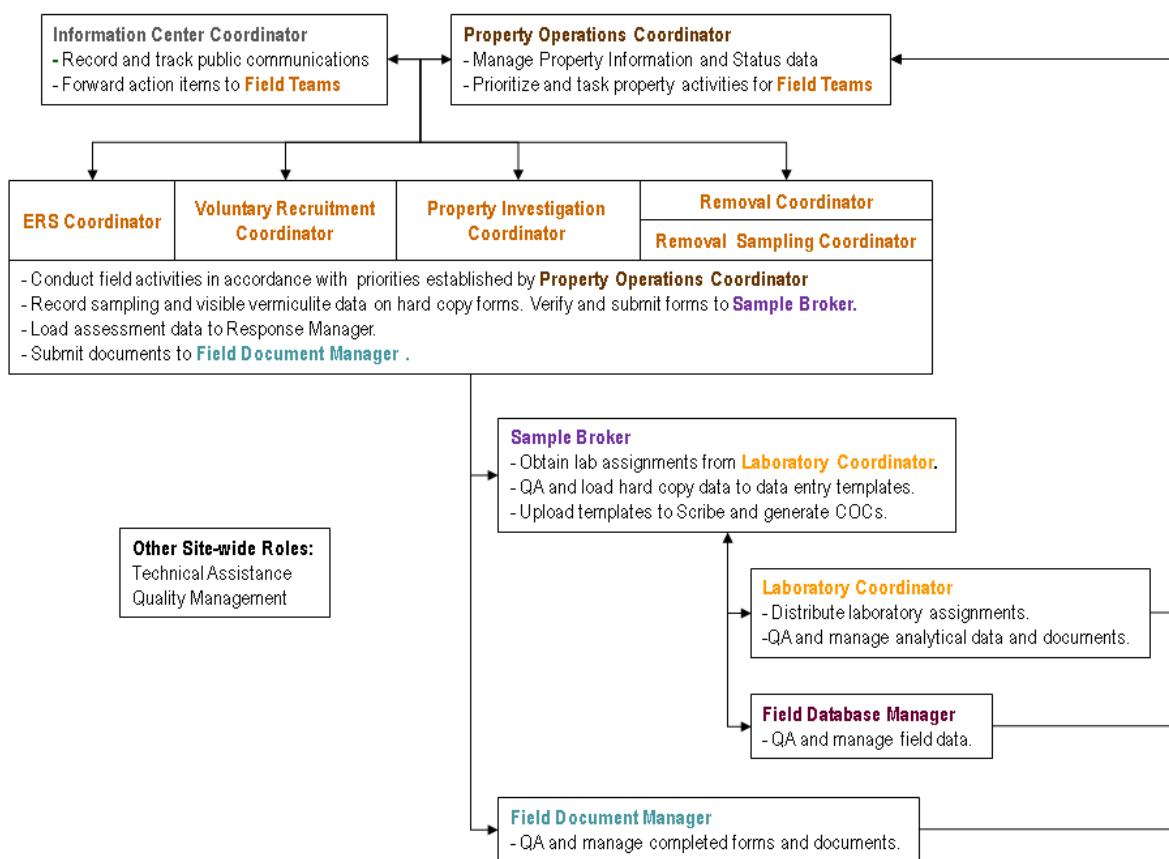 Information Center Coordinator
- Record and track public communications
- Forward action items to Field Teams
Property Operations Coordinator
- Manage Property Information and Status data
- Prioritize and task property activities for Field Teams
ERS Coordinator
Voluntary Recruitment
Coordinator
Property Investigation
Coordinator
Removal Coordinator
Removal Sampling Coordinator
- Conduct field activities in accordance with priorities established by Property Operations Coordinator
- Record sampling and visible vermiculite data on hard copy forms. Verify and submit forms to Sample Broker.
- Load assessment data to Response Manager.
- Submit documents to Field Document Manager .
Sample Broker
- Obtain lab assignments from Laboratory Coordinator.
- QA and load hard copy data to data entry templates.
- Upload templates to Scribe and generate COCs.
Other Site-wide Roles:
Technical Assistance
Quality Management
Laboratory Coordinator
- Distribute laboratory assignments.
-QA and manage analytical data and documents.
Field Database Manager
- QA and manage field data.
Field Document Manager
- QA and manage completed forms and documents.